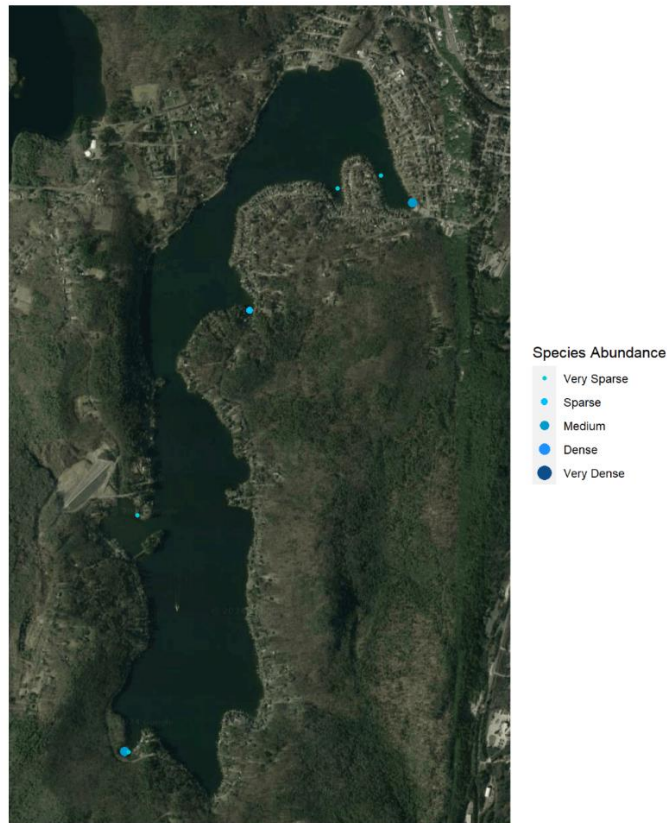 Species Abundance
Very Sparse
Sparse
Medium
Dense
Very Dense